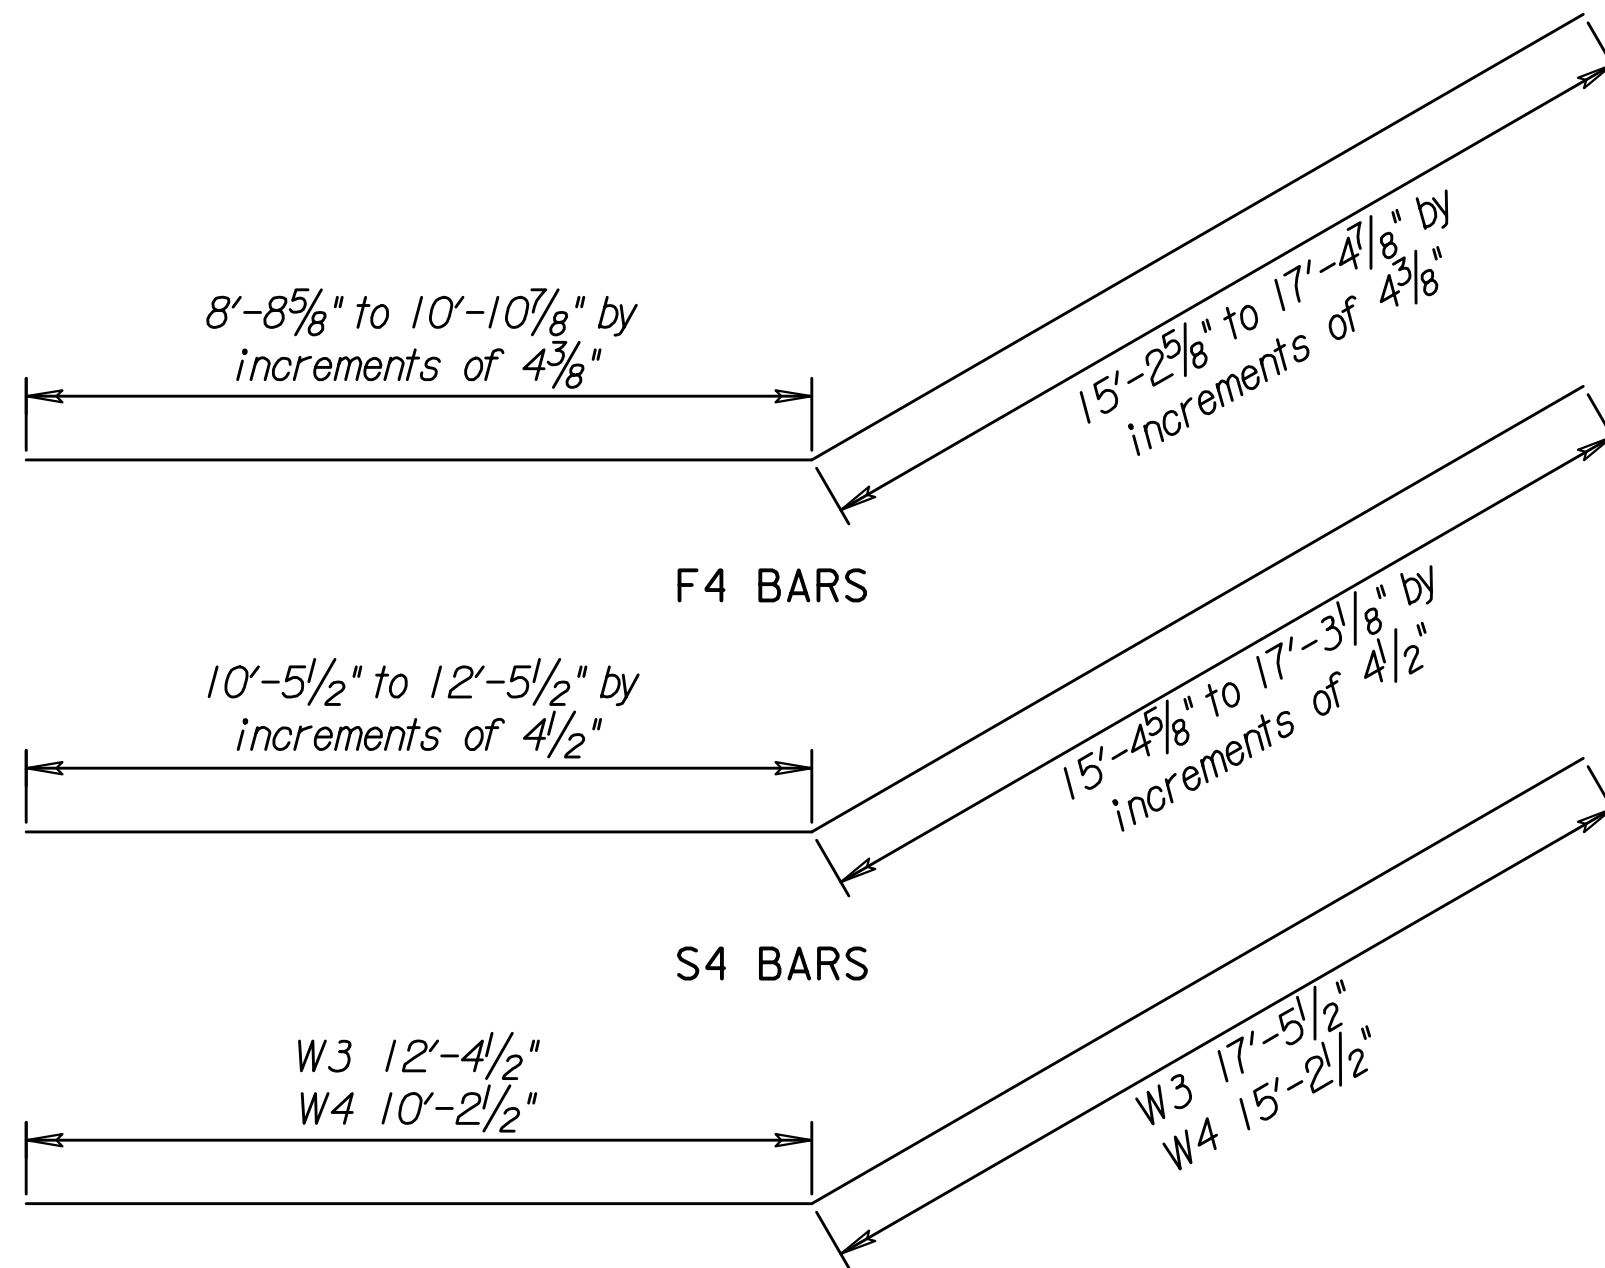 8'-8⅝" to 10'-10⅞" by
increments of 4⅜"
15'-2⅝" to 17'-4⅞" by
increments of 4⅜"
F4 BARS
10'-5½" to 12'-5½" by
increments of 4½"
15'-4⅝" to 17'-3⅛" by
increments of 4½"
S4 BARS
W3 12'-4½"
W4 10'-2½"
W3 17'-5½"
W4 15'-2½"